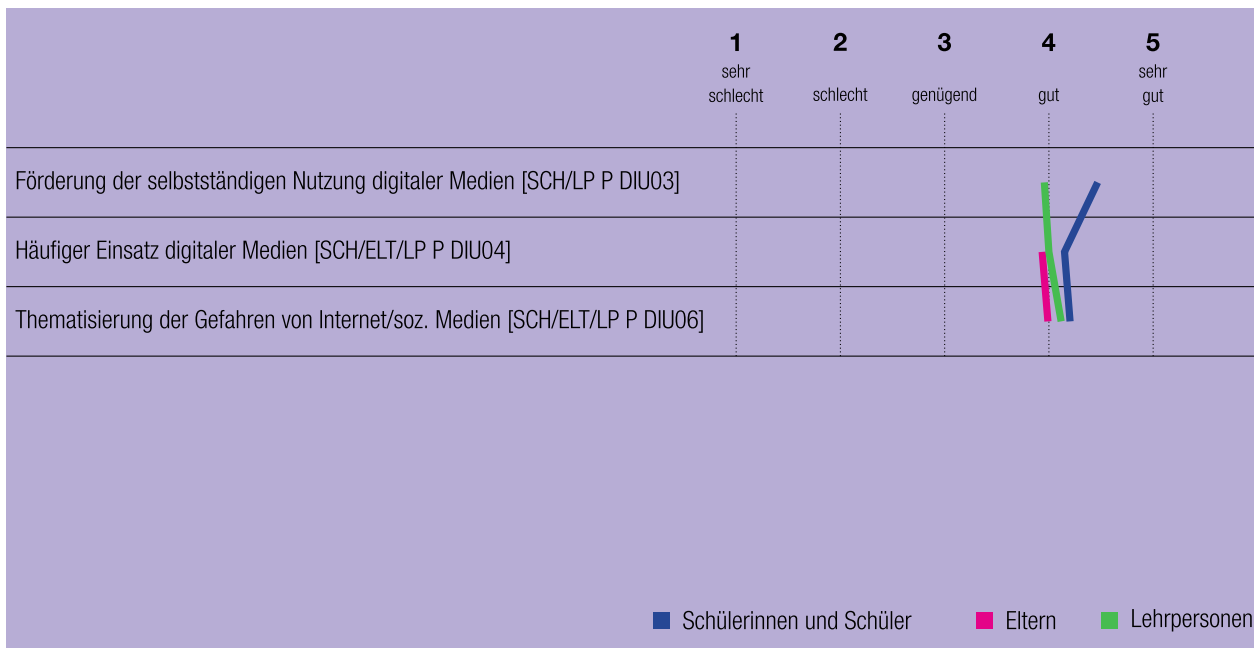 1 2 3 4 5
sehr sehr
schlecht schlecht genügend gut gut
Förderung der selbstständigen Nutzung digitaler Medien [SCH/LP P DIU03]
Häufiger Einsatz digitaler Medien [SCH/ELT/LP P DIU04]
Thematisierung der Gefahren von Internet/soz. Medien [SCH/ELT/LP P DIU06]
Schülerinnen und Schüler Eltern Lehrpersonen